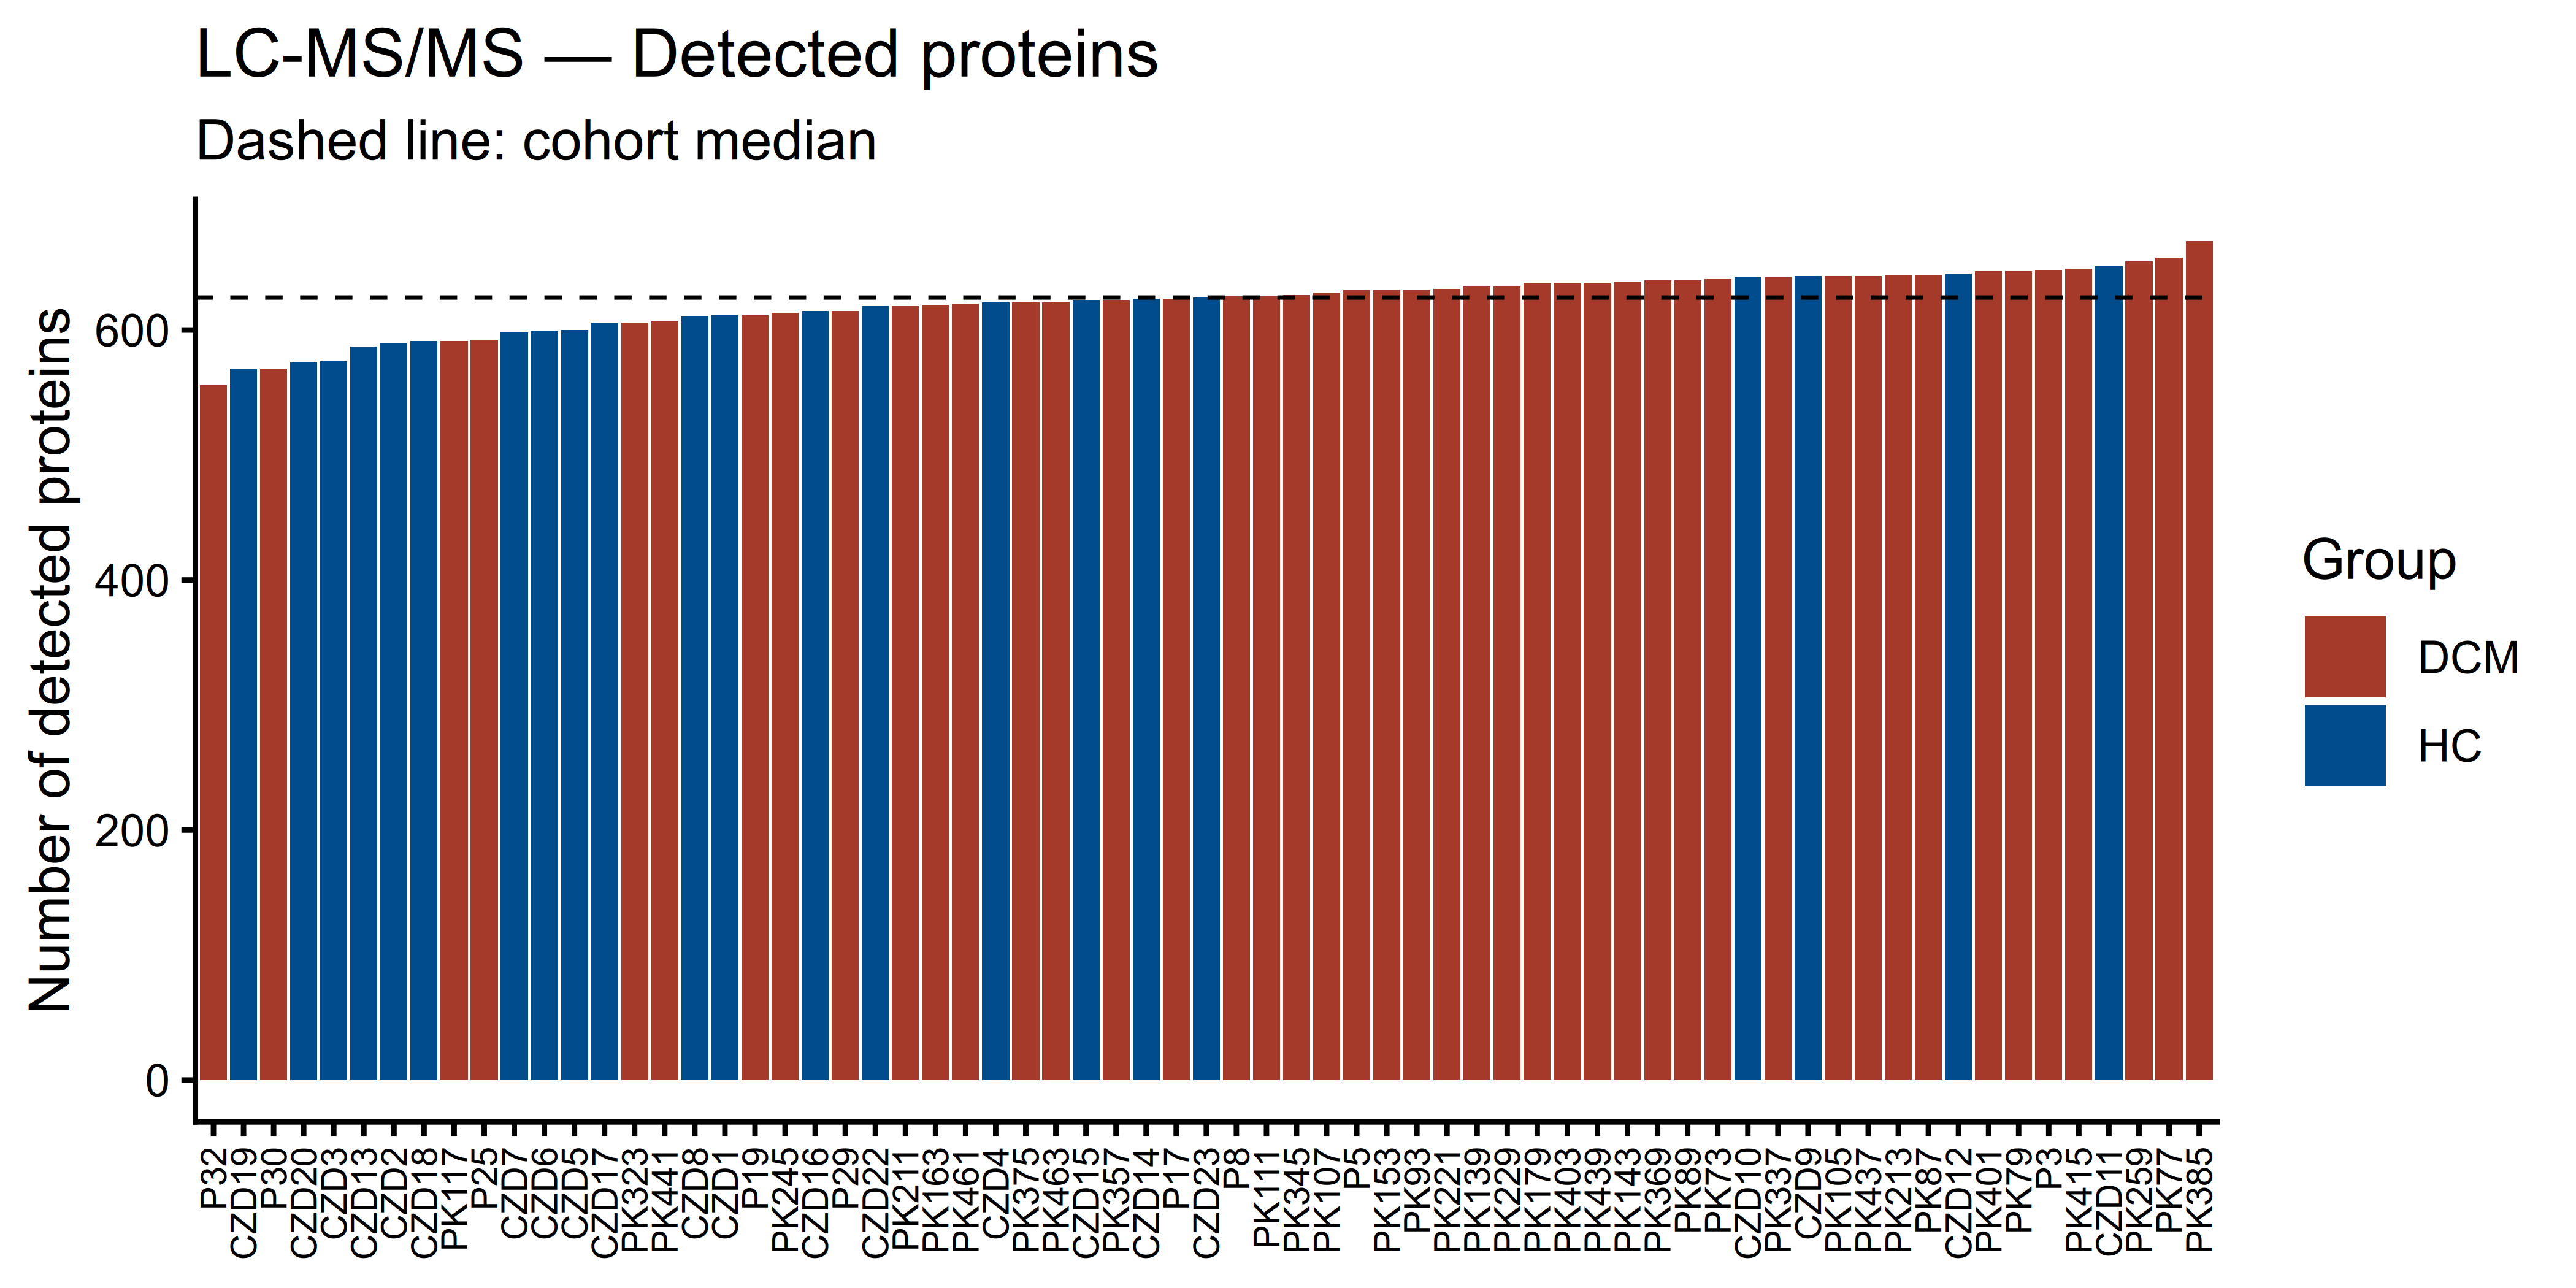 LC-MS/MS — Detected proteins
Dashed line: cohort median
Number of detected proteins
600
400
200
0
P32
CZD19
P30
CZD20
CZD3
CZD13
CZD2
CZD18
PK117
P25
CZD7
CZD6
CZD5
CZD17
PK323
PK441
CZD8
CZD1
P19
PK245
CZD16
P29
CZD22
PK211
PK163
PK461
CZD4
PK375
PK463
CZD15
PK357
CZD14
P17
CZD23
P8
PK111
PK345
PK107
P5
PK153
PK93
PK221
PK139
PK229
PK179
PK403
PK439
PK143
PK369
PK89
PK73
CZD10
PK337
CZD9
PK105
PK437
PK213
PK87
CZD12
PK401
PK79
P3
PK415
CZD11
PK259
PK77
PK385
Group
DCM
HC